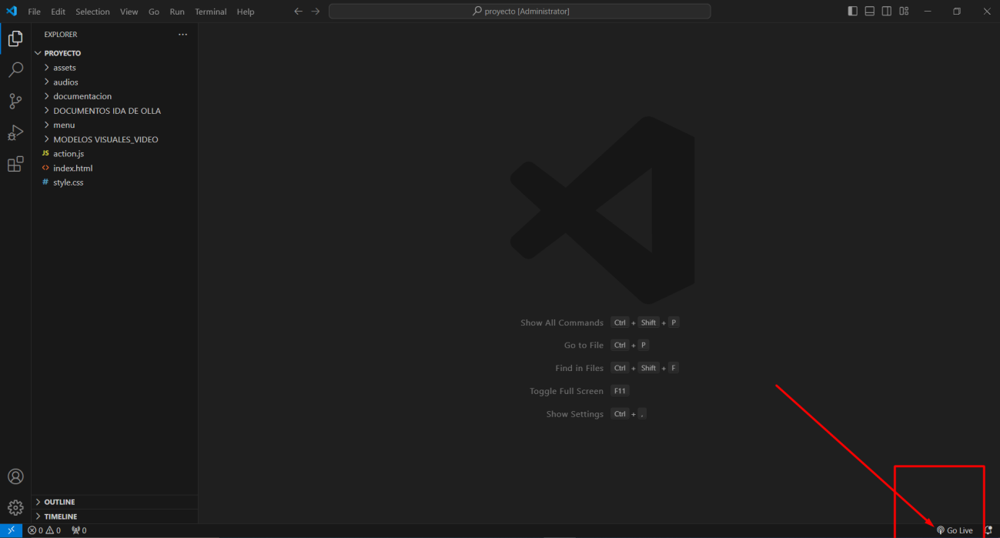 File Edit Selection View Go Run Terminal Help
proyecto [Administrator]
EXPLORER
PROYECTO
assets
audios
documentacion
DOCUMENTOS IDA DE OLLA
menu
MODELOS VISUALES_VIDEO
JS action.js
<> index.html
# style.css
Show All Commands Ctrl + Shift + P
Go to File Ctrl + P
Find in Files Ctrl + Shift + F
Toggle Full Screen F11
Show Settings Ctrl + ,
OUTLINE
TIMELINE
0 0 0 Go Live